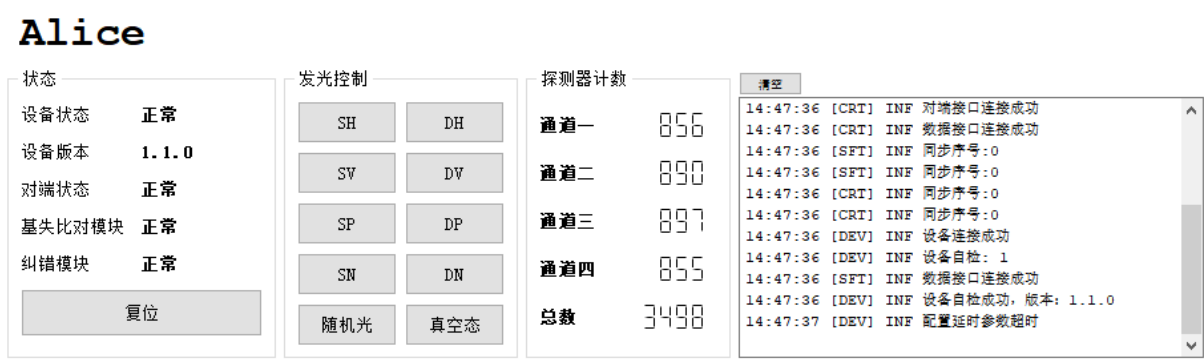 Alice
状态
设备状态 正常
设备版本 1.1.0
对端状态 正常
基失比对模块 正常
纠错模块 正常
复位
发光控制
SH DH
SV DV
SP DP
SN DN
随机光 真空态
探测器计数
通道一 856
通道二 890
通道三 897
通道四 855
总数 3498
清空
14:47:36 [CRT] INF 对端接口连接成功
14:47:36 [CRT] INF 数据接口连接成功
14:47:36 [SFT] INF 同步序号:0
14:47:36 [SFT] INF 同步序号:0
14:47:36 [CRT] INF 同步序号:0
14:47:36 [CRT] INF 同步序号:0
14:47:36 [DEV] INF 设备连接成功
14:47:36 [DEV] INF 设备自检: 1
14:47:36 [SFT] INF 数据接口连接成功
14:47:36 [DEV] INF 设备自检成功，版本: 1.1.0
14:47:37 [DEV] INF 配置延时参数超时